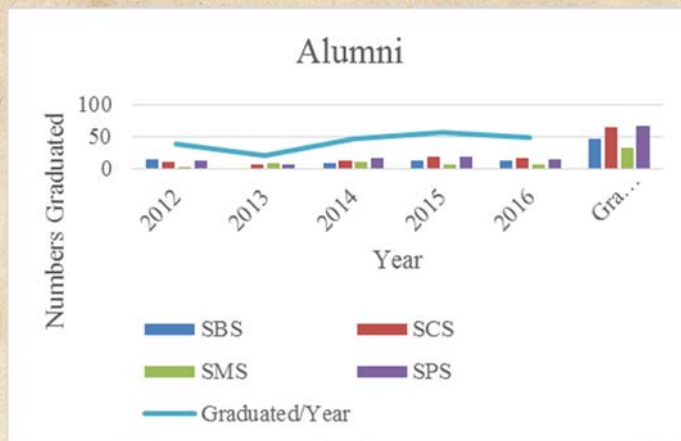 Alumni
Numbers Graduated
100
50
0
2012
2013
2014
2015
2016
Gra...
Year
SBS
SCS
SMS
SPS
Graduated/Year